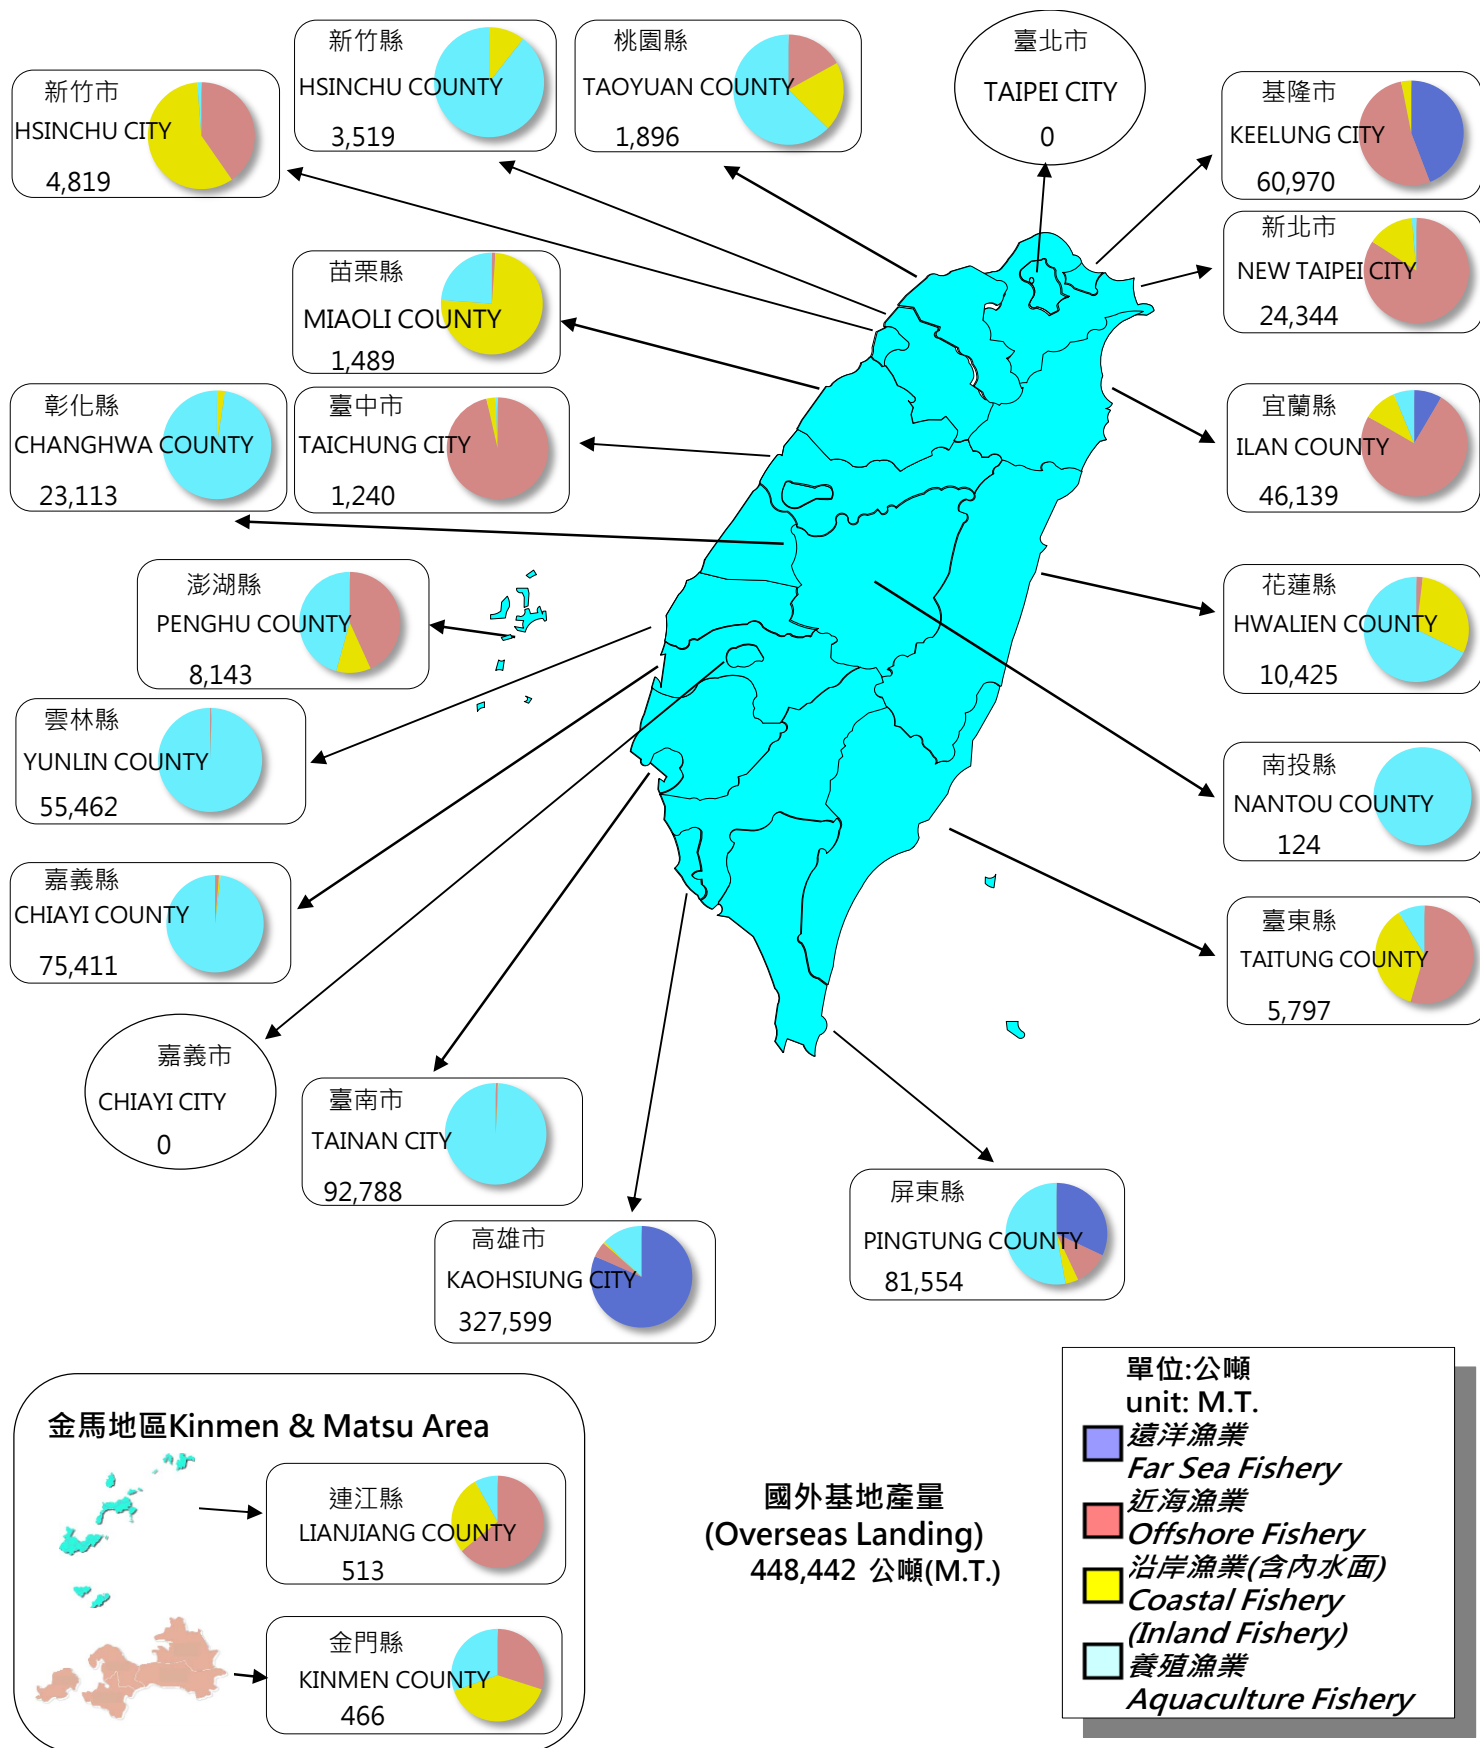 新竹市
HSINCHU CITY
4,819
新竹縣
HSINCHU COUNTY
3,519
桃園縣
TAOYUAN COUNTY
1,896
臺北市
TAIPEI CITY
0
基隆市
KEELUNG CITY
60,970
新北市
NEW TAIPEI CITY
24,344
苗栗縣
MIAOLI COUNTY
1,489
彰化縣
CHANGHWA COUNTY
23,113
臺中市
TAICHUNG CITY
1,240
宜蘭縣
ILAN COUNTY
46,139
澎湖縣
PENGHU COUNTY
8,143
花蓮縣
HWALIEN COUNTY
10,425
雲林縣
YUNLIN COUNTY
55,462
南投縣
NANTOU COUNTY
124
嘉義縣
CHIAYI COUNTY
75,411
臺東縣
TAITUNG COUNTY
5,797
嘉義市
CHIAYI CITY
0
臺南市
TAINAN CITY
92,788
屏東縣
PINGTUNG COUNTY
81,554
高雄市
KAOHSIUNG CITY
327,599
金馬地區Kinmen & Matsu Area
連江縣
LIANJIANG COUNTY
513
金門縣
KINMEN COUNTY
466
國外基地產量
(Overseas Landing)
448,442 公噸(M.T.)
單位:公噸
unit: M.T.
遠洋漁業
Far Sea Fishery
近海漁業
Offshore Fishery
沿岸漁業(含內水面)
Coastal Fishery
(Inland Fishery)
養殖漁業
Aquaculture Fishery